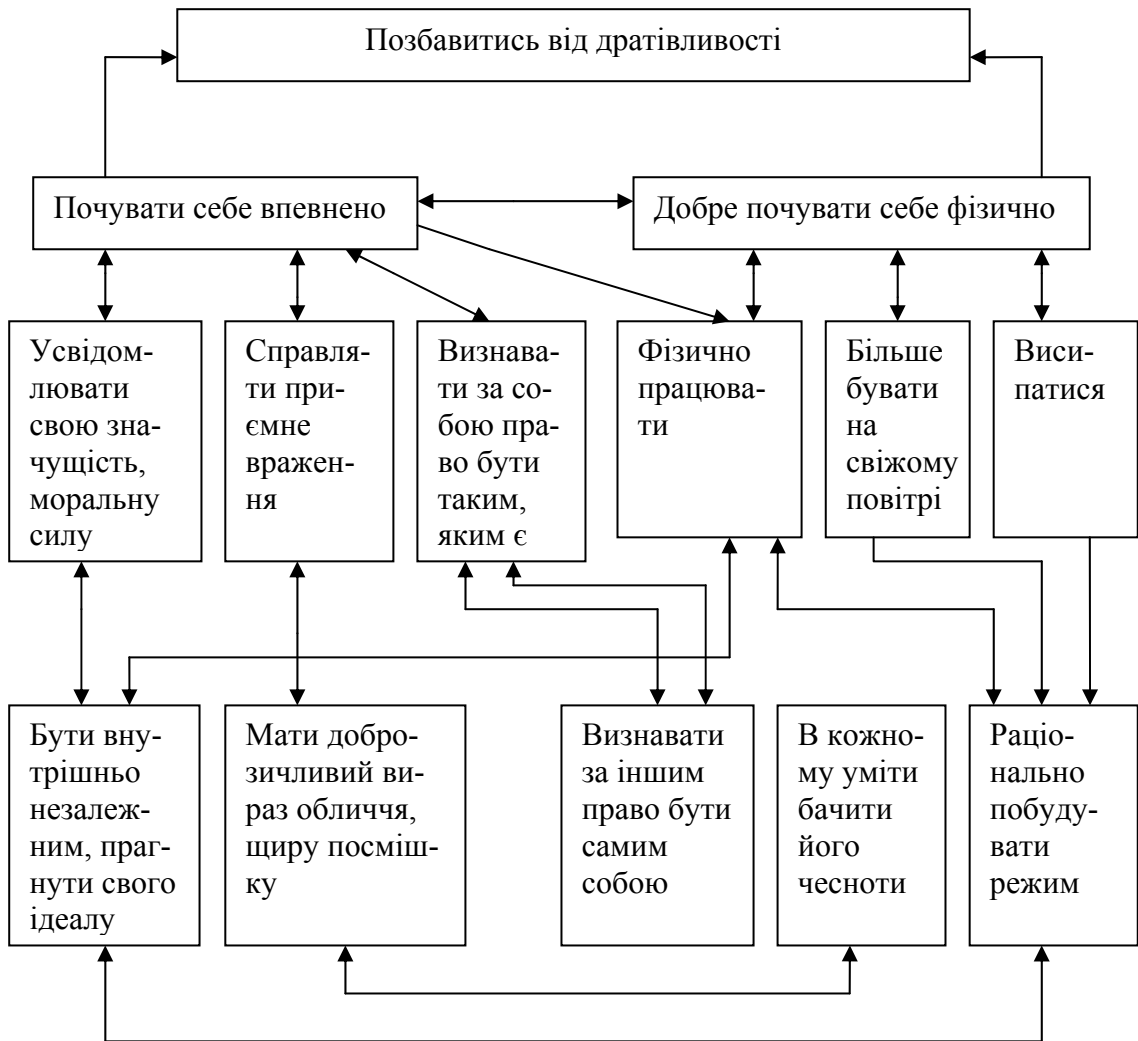 Позбавитись від дратівливості
Почувати себе впевнено
Добре почувати себе фізично
Усвідом-
лювати
свою зна-
чущість,
моральну
силу
Справля-
ти при-
ємне
вражен-
ня
Визнава-
ти за со-
бою пра-
во бути
таким,
яким є
Фізично
працюва-
ти
Більше
бувати
на
свіжому
повітрі
Виси-
патися
Бути вну-
трішньо
незалеж-
ним, праг-
нути свого
ідеалу
Мати добро-
зичливий ви-
раз обличчя,
щиру посміш-
ку
Визнавати
за іншим
право бути
самим
собою
В кожно-
му уміти
бачити
його
чесноти
Раціо-
нально
побуду-
вати
режим